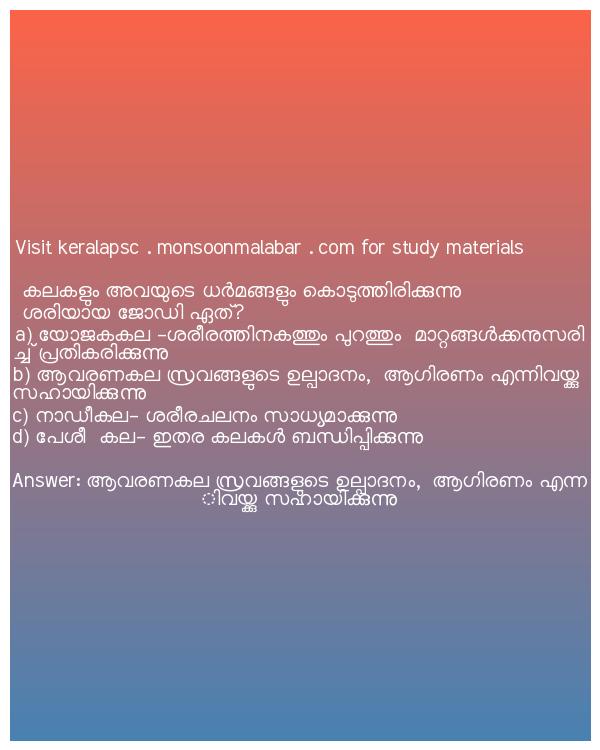 Visit keralapsc . monsoonmalabar . com for study materials
കലകളും അവയുടെ ധർമങ്ങളും കൊടുത്തിരിക്കുന്നു
ശരിയായ ജോഡി ഏത്?
a) യോജകകല –ശരീരത്തിനകത്തും പുറത്തും മാറ്റങ്ങൾക്കനുസരി
ച്ച് പ്രതികരിക്കുന്നു
b) ആവരണകല സ്രവങ്ങളുടെ ഉല്പാദനം, ആഗിരണം എന്നിവയ്ക്കു
സഹായിക്കുന്നു
c) നാഡീകല– ശരീരചലനം സാധ്യമാക്കുന്നു
d) പേശീ കല– ഇതര കലകൾ ബന്ധിപ്പിക്കുന്നു
Answer: ആവരണകല സ്രവങ്ങളുടെ ഉല്പാദനം, ആഗിരണം എന്ന
ിവയ്ക്കു സഹായിക്കുന്നു